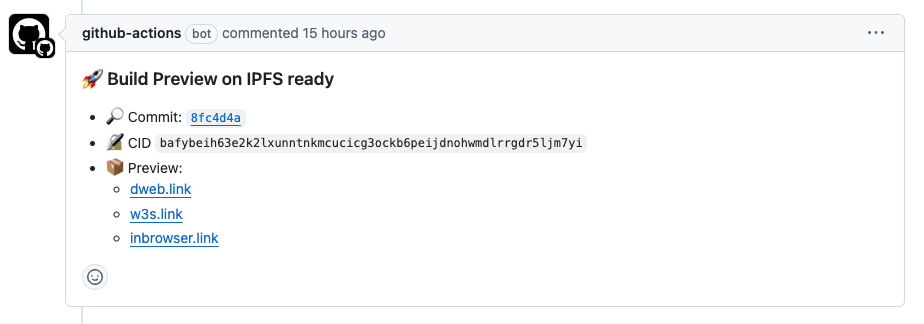 github-actions bot commented 15 hours ago
🚀 Build Preview on IPFS ready
🔎 Commit: 8fc4d4a
CID bafybeih63e2k2lxunntnkmcucicg3ockb6peijdnohwmdlrrgdr5ljm7yi
📦 Preview:
dweb.link
w3s.link
inbrowser.link